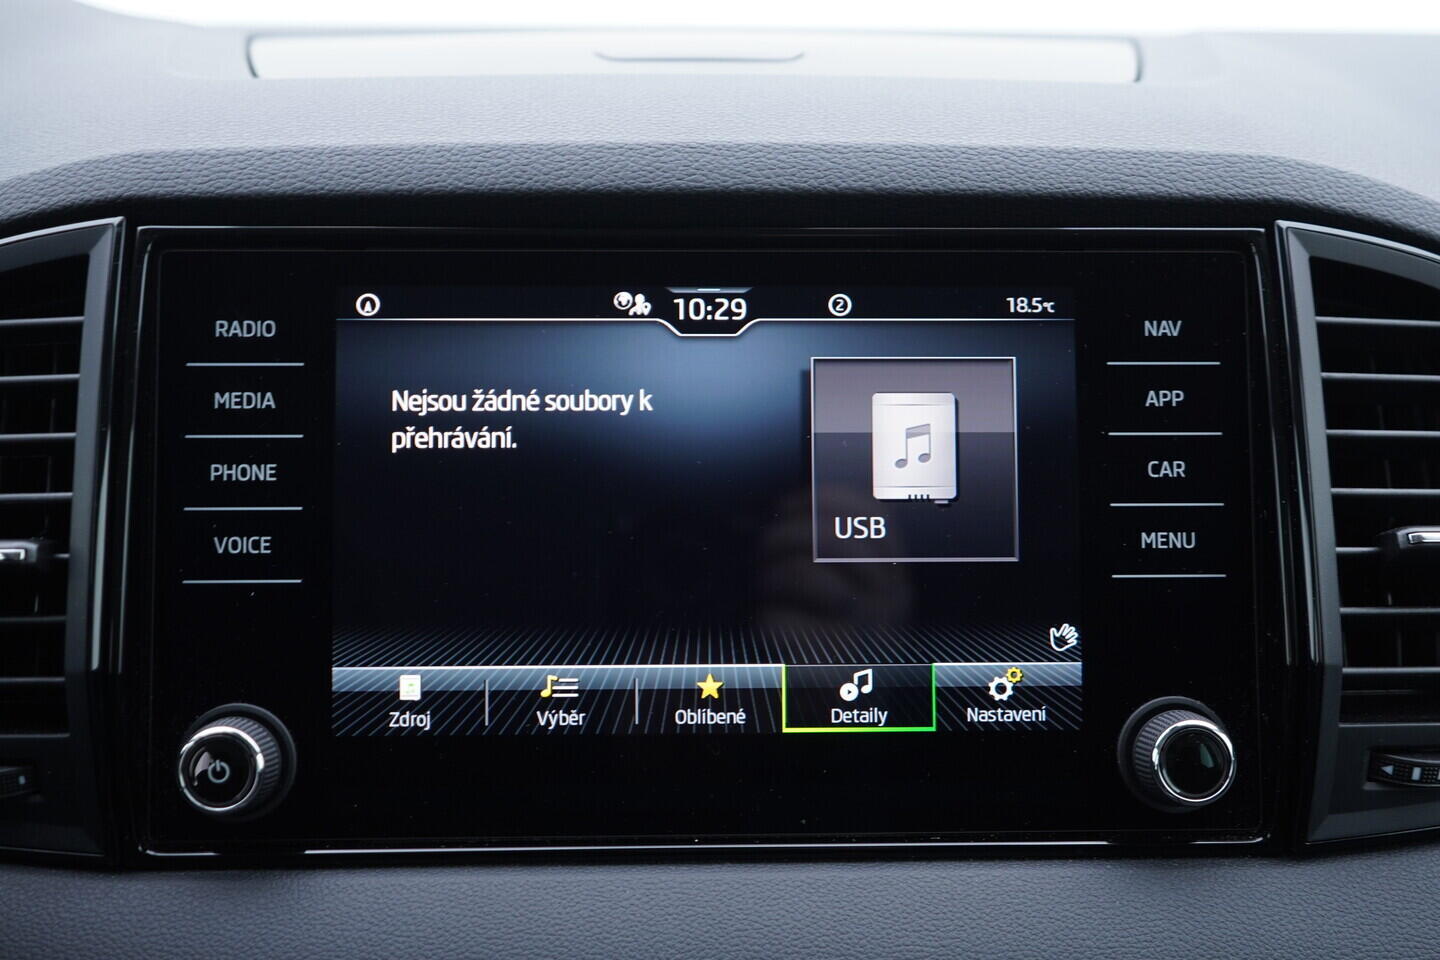 10:29
2
18.5°C
RADIO
MEDIA
PHONE
VOICE
NAV
APP
CAR
MENU
Nejsou žádné soubory k
přehrávání.
USB
Zdroj
Výběr
Oblíbené
Detaily
Nastavení